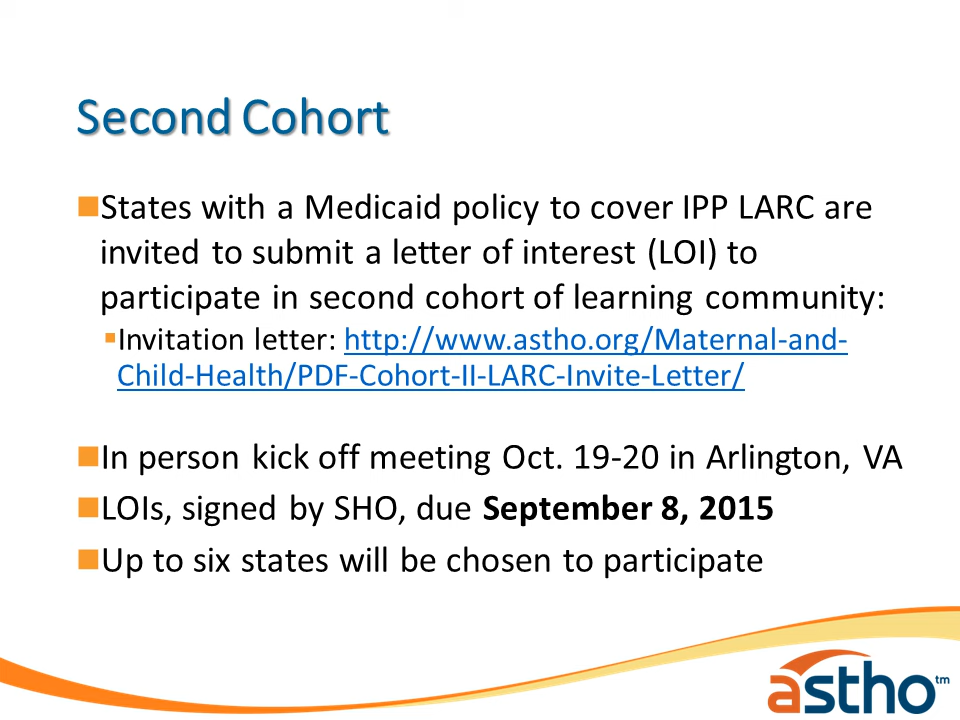 Second Cohort
States with a Medicaid policy to cover IPP LARC are
invited to submit a letter of interest (LOI) to
participate in second cohort of learning community:
Invitation letter: http://www.astho.org/Maternal-and-
Child-Health/PDF-Cohort-II-LARC-Invite-Letter/
In person kick off meeting Oct. 19-20 in Arlington, VA
LOIs, signed by SHO, due September 8, 2015
Up to six states will be chosen to participate
astho tm